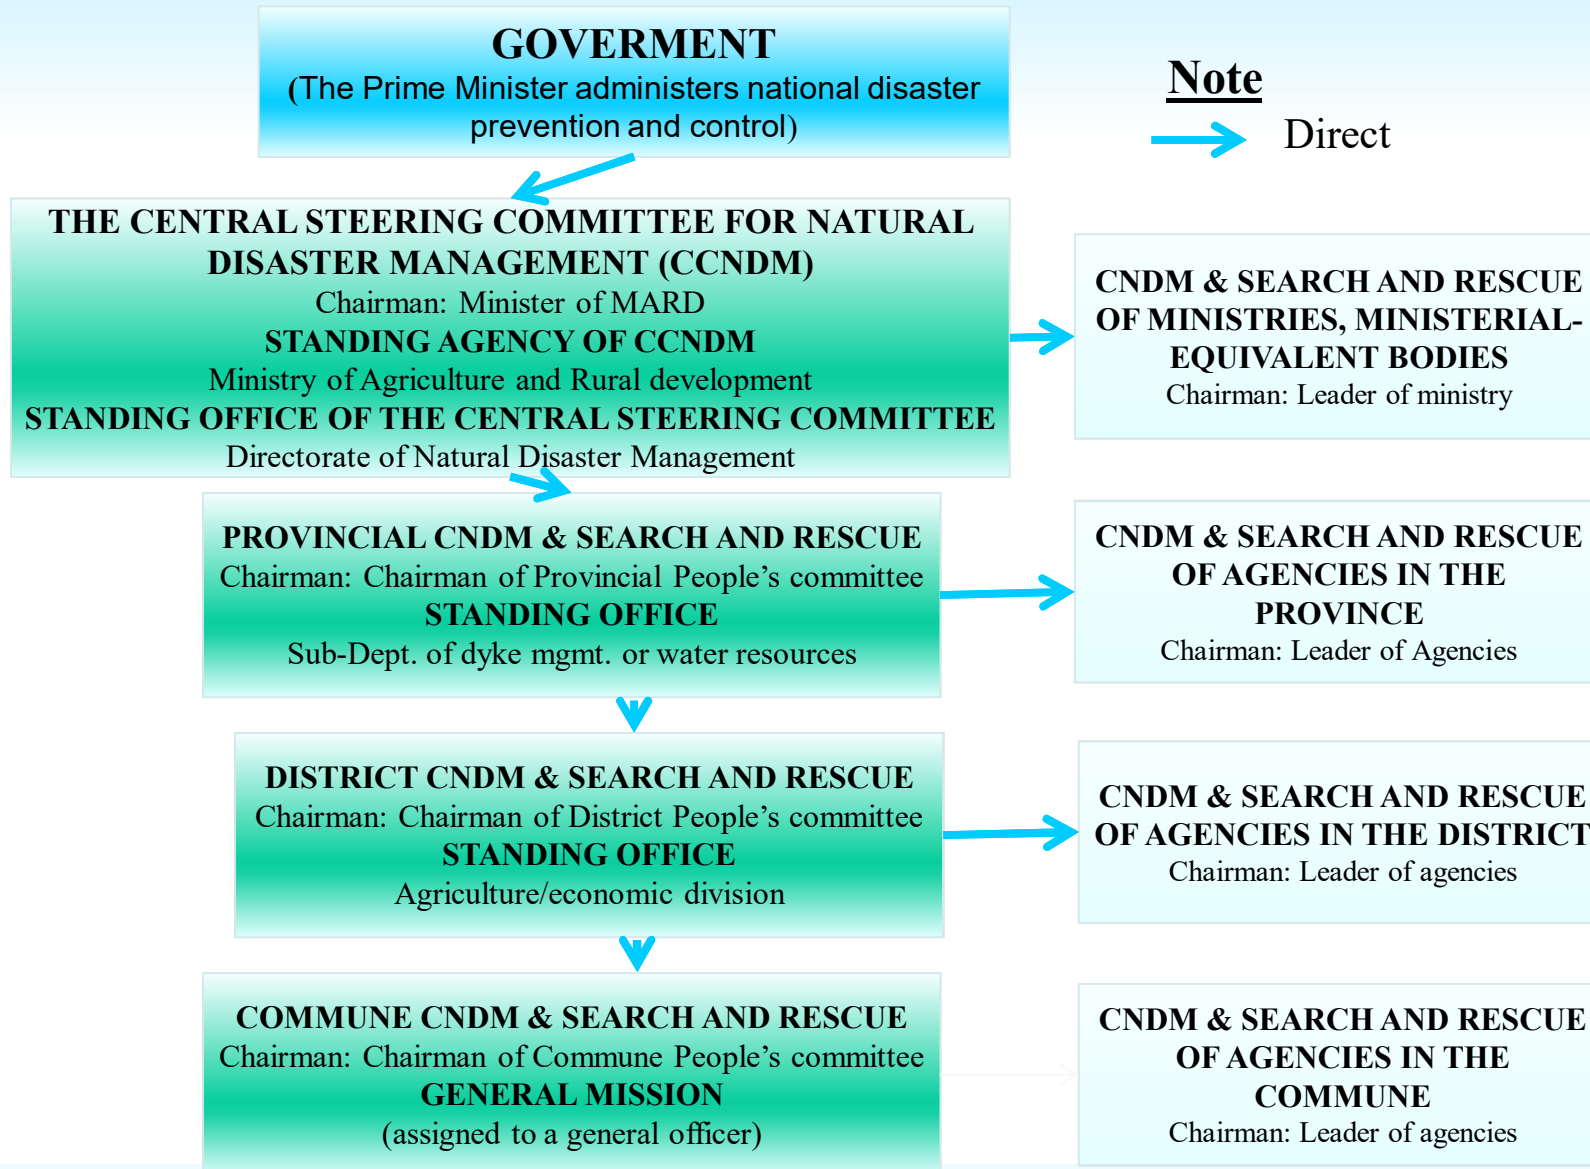 GOVERMENT
(The Prime Minister administers national disaster
prevention and control)
Note
Direct
THE CENTRAL STEERING COMMITTEE FOR NATURAL
DISASTER MANAGEMENT (CCNDM)
Chairman: Minister of MARD
STANDING AGENCY OF CCNDM
Ministry of Agriculture and Rural development
STANDING OFFICE OF THE CENTRAL STEERING COMMITTEE
Directorate of Natural Disaster Management
CNDM & SEARCH AND RESCUE
OF MINISTRIES, MINISTERIAL-
EQUIVALENT BODIES
Chairman: Leader of ministry
PROVINCIAL CNDM & SEARCH AND RESCUE
Chairman: Chairman of Provincial People’s committee
STANDING OFFICE
Sub-Dept. of dyke mgmt. or water resources
CNDM & SEARCH AND RESCUE
OF AGENCIES IN THE
PROVINCE
Chairman: Leader of Agencies
DISTRICT CNDM & SEARCH AND RESCUE
Chairman: Chairman of District People’s committee
STANDING OFFICE
Agriculture/economic division
CNDM & SEARCH AND RESCUE
OF AGENCIES IN THE DISTRICT
Chairman: Leader of agencies
COMMUNE CNDM & SEARCH AND RESCUE
Chairman: Chairman of Commune People’s committee
GENERAL MISSION
(assigned to a general officer)
CNDM & SEARCH AND RESCUE
OF AGENCIES IN THE
COMMUNE
Chairman: Leader of agencies